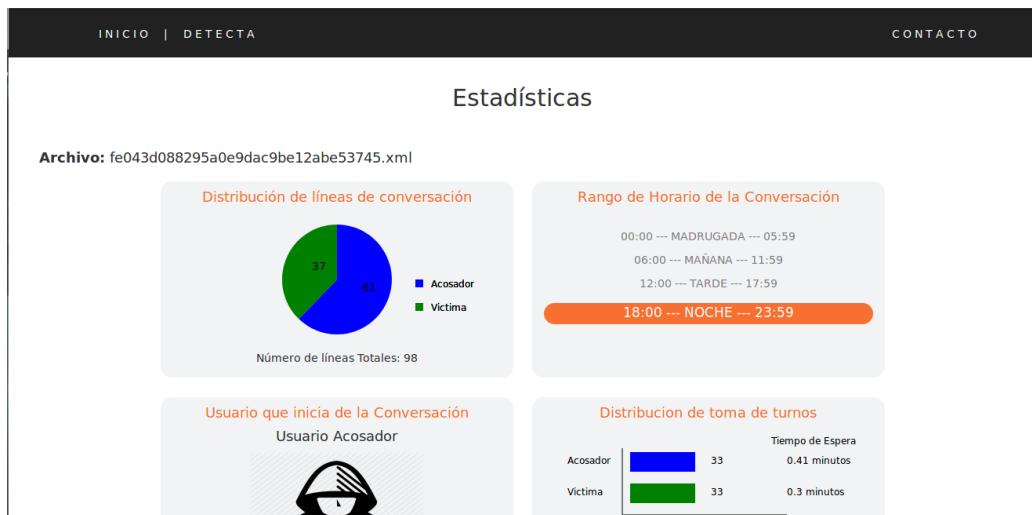 INICIO | DETECTA CONTACTO
Estadísticas
Archivo: fe043d088295a0e9dac9be12abe53745.xml
Distribución de líneas de conversación
37
61
Acosador
Victima
Número de líneas Totales: 98
Rango de Horario de la Conversación
00:00 --- MADRUGADA --- 05:59
06:00 --- MAÑANA --- 11:59
12:00 --- TARDE --- 17:59
18:00 --- NOCHE --- 23:59
Usuario que inicia de la Conversación
Usuario Acosador
Distribucion de toma de turnos
Tiempo de Espera
Acosador 33 0.41 minutos
Victima 33 0.3 minutos